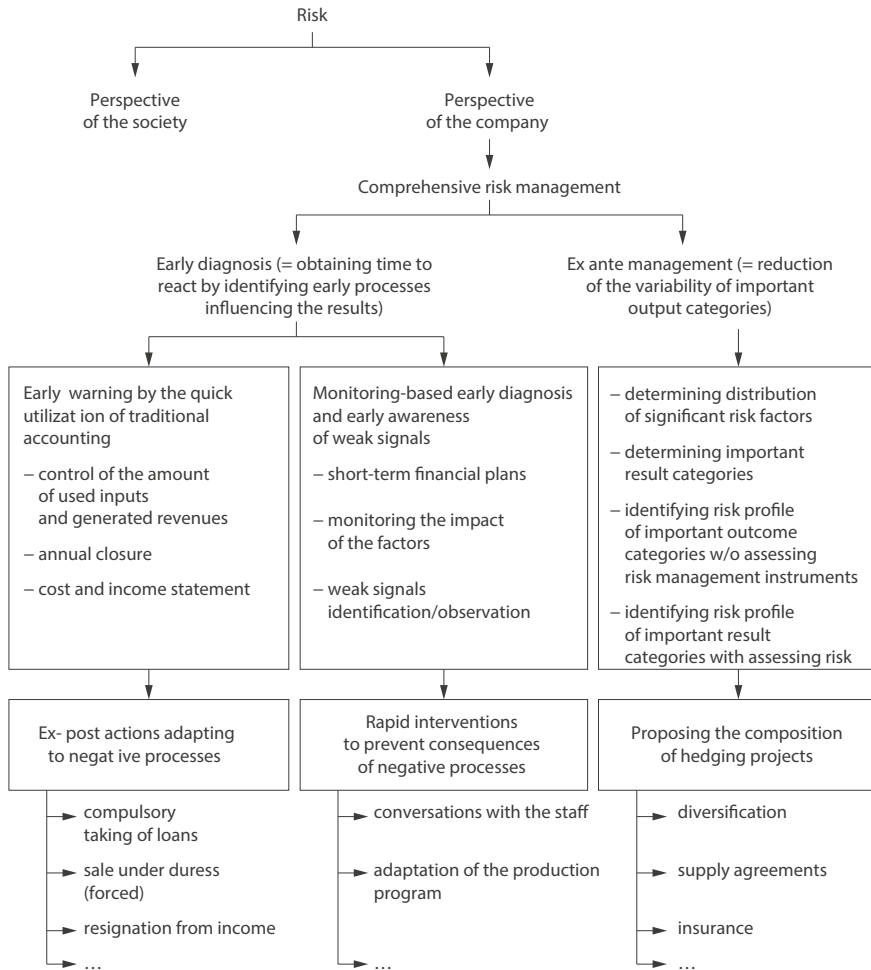 Risk
Perspective
of the society
Perspective
of the company
Comprehensive risk management
Early diagnosis (= obtaining time to
react by identifying early processes
influencing the results)
Ex ante management (= reduction
of the variability of important
output categories)
Early  warning by the quick
utilizat ion of traditional
accounting
– control of the amount
of used inputs
and generated revenues
– annual closure
– cost and income statement
Monitoring-based early diagnosis
and early awareness
of weak signals
– short-term financial plans
– monitoring the impact
of the factors
– weak signals
identification/observation
– determining distribution
of significant risk factors
– determining important
result categories
– identifying risk profile
of important outcome
categories w/o assessing
risk management instruments
– identifying risk profile
of important result
categories with assessing risk
Ex- post actions adapting
to negat ive processes
Rapid interventions
to prevent consequences
of negative processes
Proposing the composition
of hedging projects
compulsory
taking of loans
sale under duress
(forced)
resignation from income
...
conversations with the staff
adaptation of the production
program
...
diversification
supply agreements
insurance
...